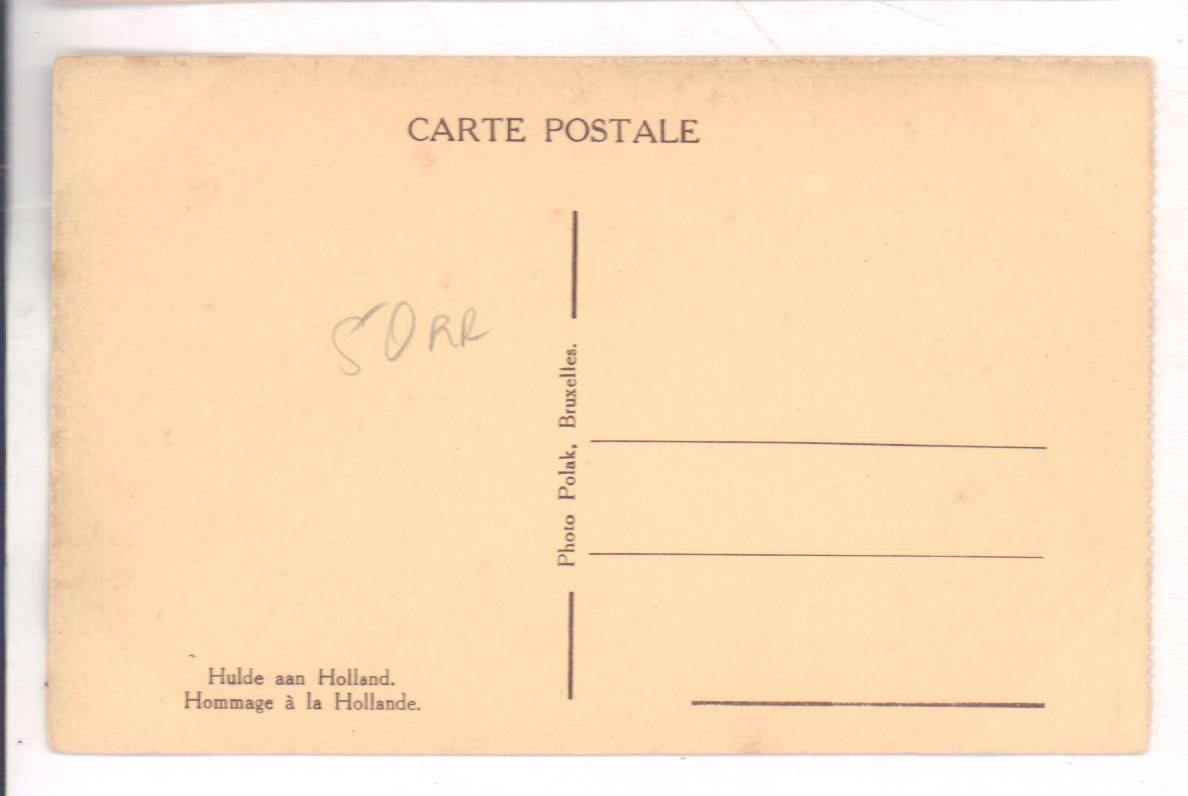 CARTE POSTALE
50RR
Photo Polak, Bruxelles.
Hulde aan Holland.
Hommage à la Hollande.